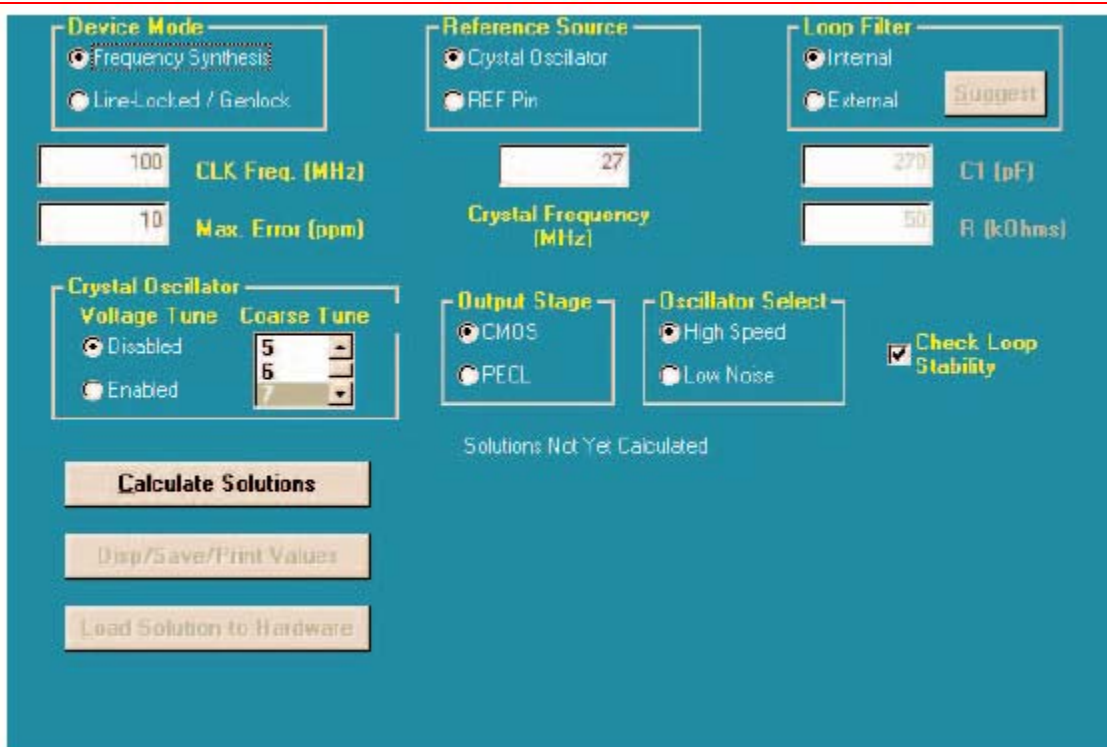 Device Mode
Frequency Synthesis
Line-Locked / Genlock
Reference Source
Crystal Oscillator
REF Pin
Loop Filter
Internal
External
Suggest
100
CLK Freq. (MHz)
10
Max. Error (ppm)
27
Crystal Frequency
(MHz)
270
C1 (pF)
50
R (kOhms)
Crystal Oscillator
Voltage Tune
Disabled
Enabled
Coarse Tune
5
6
7
Output Stage
CMOS
PECL
Oscillator Select
High Speed
Low Noise
Check Loop
Stability
Solutions Not Yet Calculated
Calculate Solutions
Disp/Save/Print Values
Load Solution to Hardware